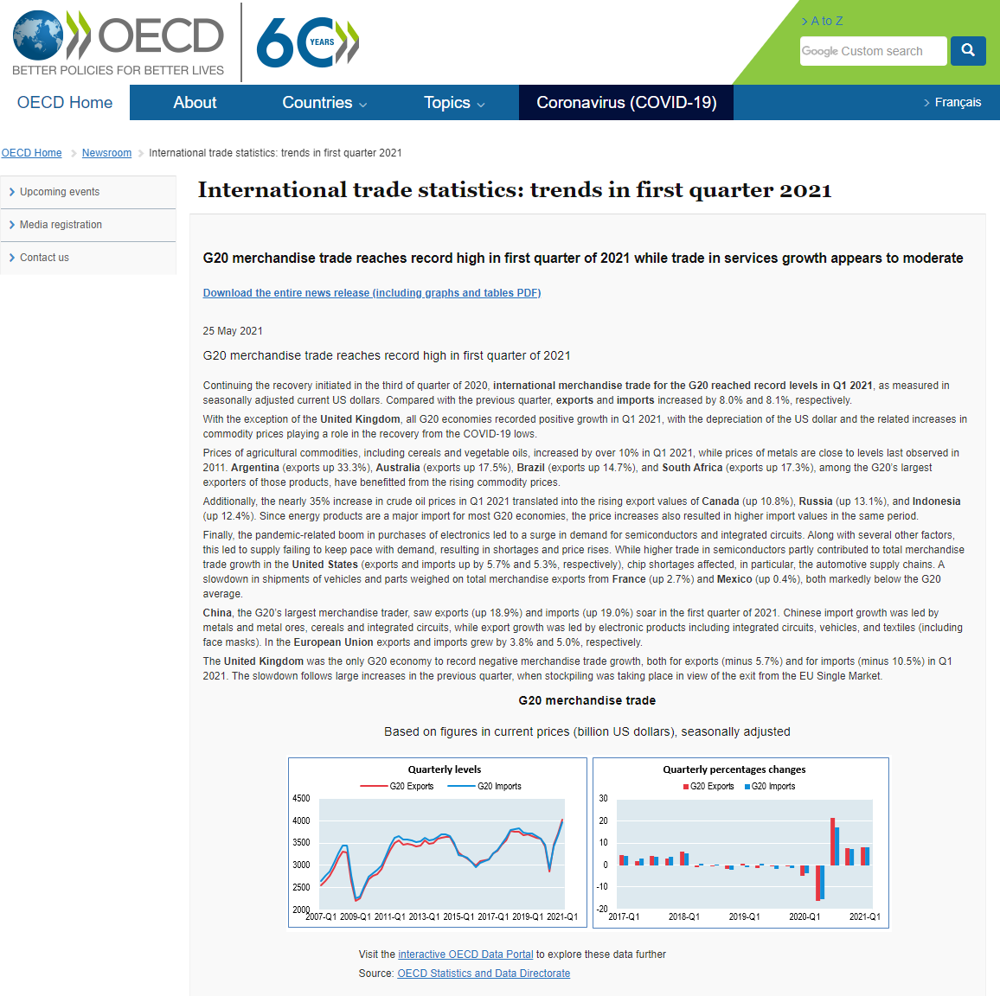 OECD
BETTER POLICIES FOR BETTER LIVES
60 YEARS
A to Z
Google Custom search
OECD Home
About
Countries
Topics
Coronavirus (COVID-19)
Français
OECD Home
Newsroom
International trade statistics: trends in first quarter 2021
Upcoming events
Media registration
Contact us
International trade statistics: trends in first quarter 2021
G20 merchandise trade reaches record high in first quarter of 2021 while trade in services growth appears to moderate
Download the entire news release (including graphs and tables PDF)
25 May 2021
G20 merchandise trade reaches record high in first quarter of 2021
Continuing the recovery initiated in the third of quarter of 2020, international merchandise trade for the G20 reached record levels in Q1 2021, as measured in
seasonally adjusted current US dollars. Compared with the previous quarter, exports and imports increased by 8.0% and 8.1%, respectively.
With the exception of the United Kingdom, all G20 economies recorded positive growth in Q1 2021, with the depreciation of the US dollar and the related increases in
commodity prices playing a role in the recovery from the COVID-19 lows.
Prices of agricultural commodities, including cereals and vegetable oils, increased by over 10% in Q1 2021, while prices of metals are close to levels last observed in
2011. Argentina (exports up 33.3%), Australia (exports up 17.5%), Brazil (exports up 14.7%), and South Africa (exports up 17.3%), among the G20's largest
exporters of those products, have benefitted from the rising commodity prices.
Additionally, the nearly 35% increase in crude oil prices in Q1 2021 translated into the rising export values of Canada (up 10.8%), Russia (up 13.1%), and Indonesia
(up 12.4%). Since energy products are a major import for most G20 economies, the price increases also resulted in higher import values in the same period.
Finally, the pandemic-related boom in purchases of electronics led to a surge in demand for semiconductors and integrated circuits. Along with several other factors,
this led to supply failing to keep pace with demand, resulting in shortages and price rises. While higher trade in semiconductors partly contributed to total merchandise
trade growth in the United States (exports and imports up by 5.7% and 5.3%, respectively), chip shortages affected, in particular, the automotive supply chains. A
slowdown in shipments of vehicles and parts weighed on total merchandise exports from France (up 2.7%) and Mexico (up 0.4%), both markedly below the G20
average.
China, the G20's largest merchandise trader, saw exports (up 18.9%) and imports (up 19.0%) soar in the first quarter of 2021. Chinese import growth was led by
metals and metal ores, cereals and integrated circuits, while export growth was led by electronic products including integrated circuits, vehicles, and textiles (including
face masks). In the European Union exports and imports grew by 3.8% and 5.0%, respectively.
The United Kingdom was the only G20 economy to record negative merchandise trade growth, both for exports (minus 5.7%) and for imports (minus 10.5%) in Q1
2021. The slowdown follows large increases in the previous quarter, when stockpiling was taking place in view of the exit from the EU Single Market.
G20 merchandise trade
Based on figures in current prices (billion US dollars), seasonally adjusted
Quarterly levels
G20 Exports G20 Imports
4500
4000
3500
3000
2500
2000
2007-Q1 2009-Q1 2011-Q1 2013-Q1 2015-Q1 2017-Q1 2019-Q1 2021-Q1
Quarterly percentages changes
G20 Exports G20 Imports
30
20
10
0
-10
-20
2017-Q1 2018-Q1 2019-Q1 2020-Q1 2021-Q1
Visit the interactive OECD Data Portal to explore these data further
Source: OECD Statistics and Data Directorate